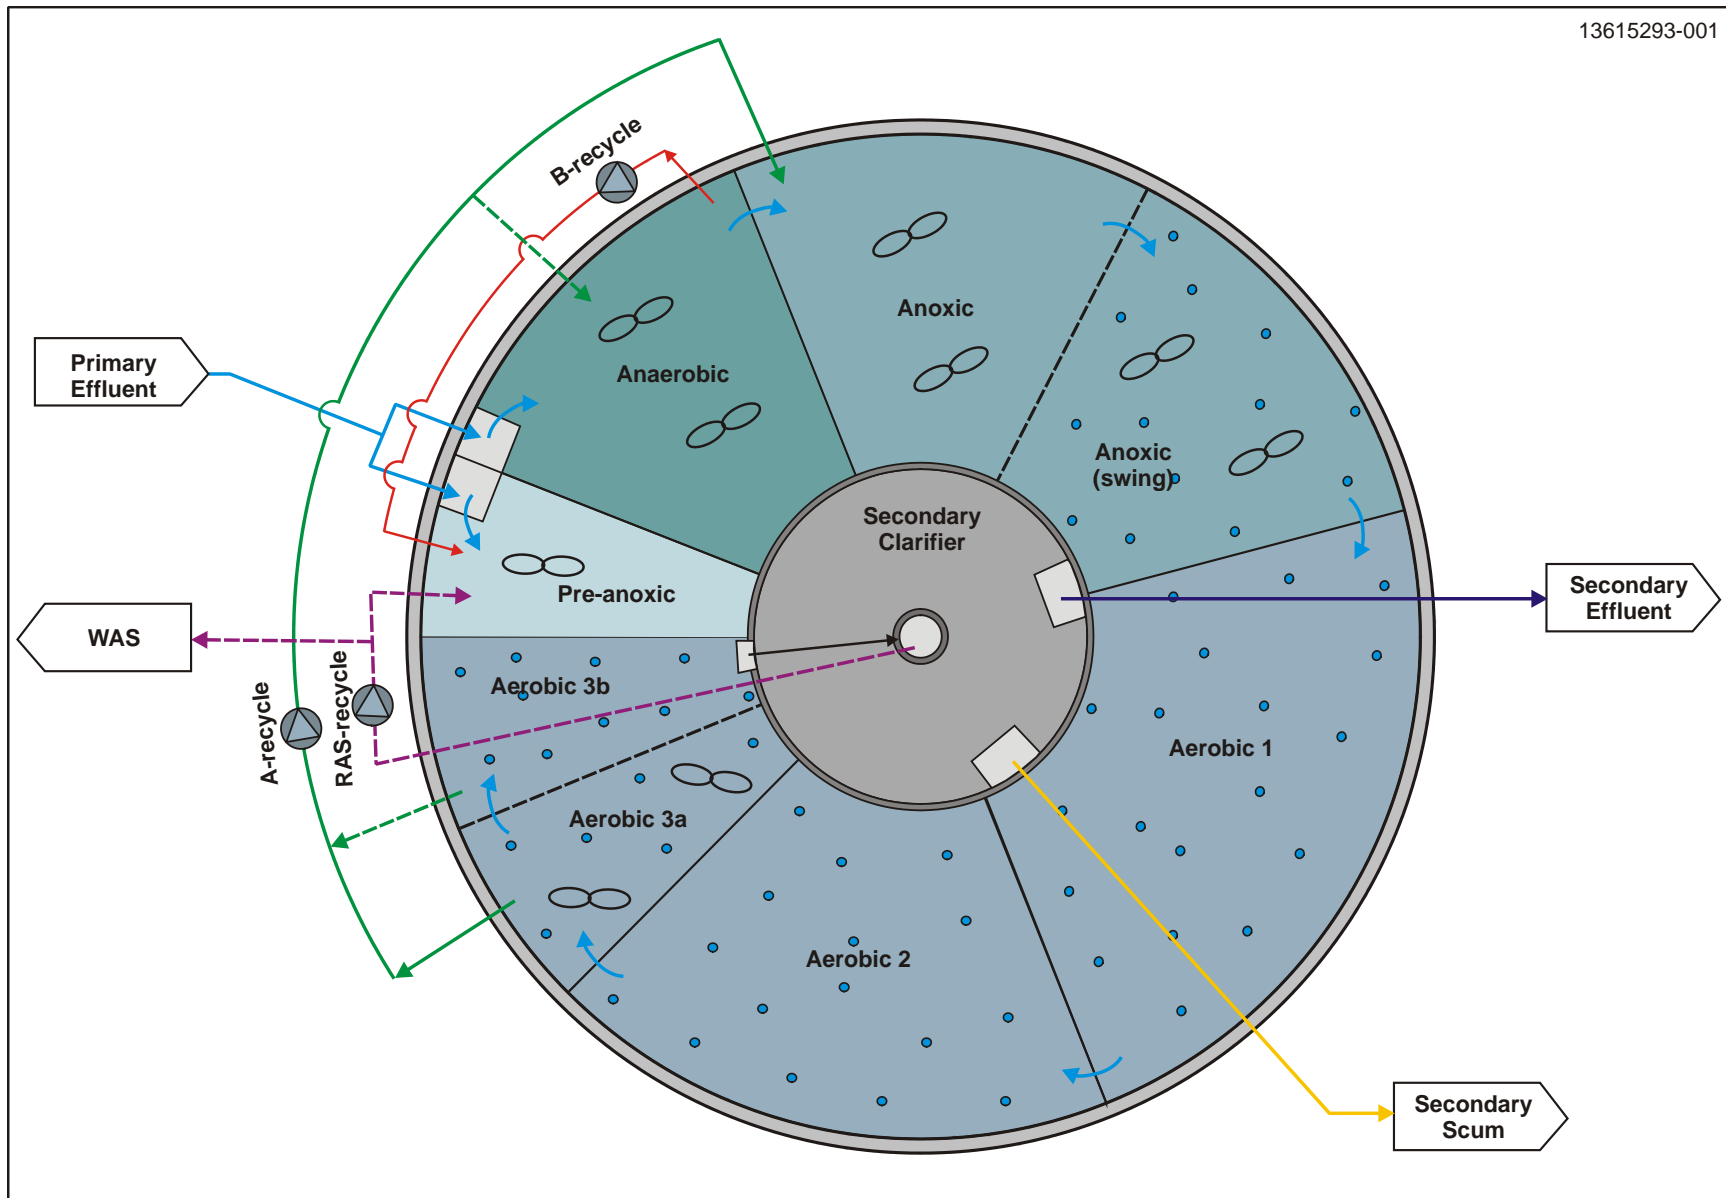 13615293-001
B-recycle
Primary
Effluent
Anaerobic
Anoxic
Anoxic
(swing)
Secondary
Clarifier
Pre-anoxic
Secondary
Effluent
WAS
A-recycle
RAS-recycle
Aerobic 3b
Aerobic 3a
Aerobic 1
Aerobic 2
Secondary
Scum